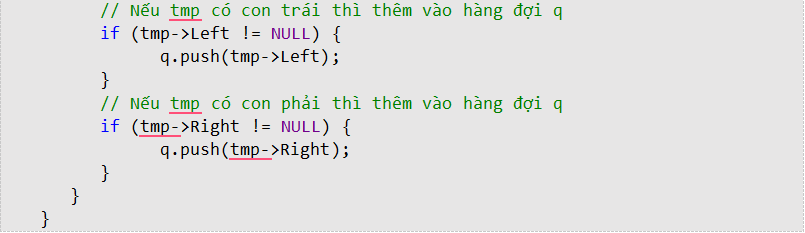 // Nếu tmp có con trái thì thêm vào hàng đợi q
if (tmp->Left != NULL) {
q.push(tmp->Left);
}
// Nếu tmp có con phải thì thêm vào hàng đợi q
if (tmp->Right != NULL) {
q.push(tmp->Right);
}
}
}